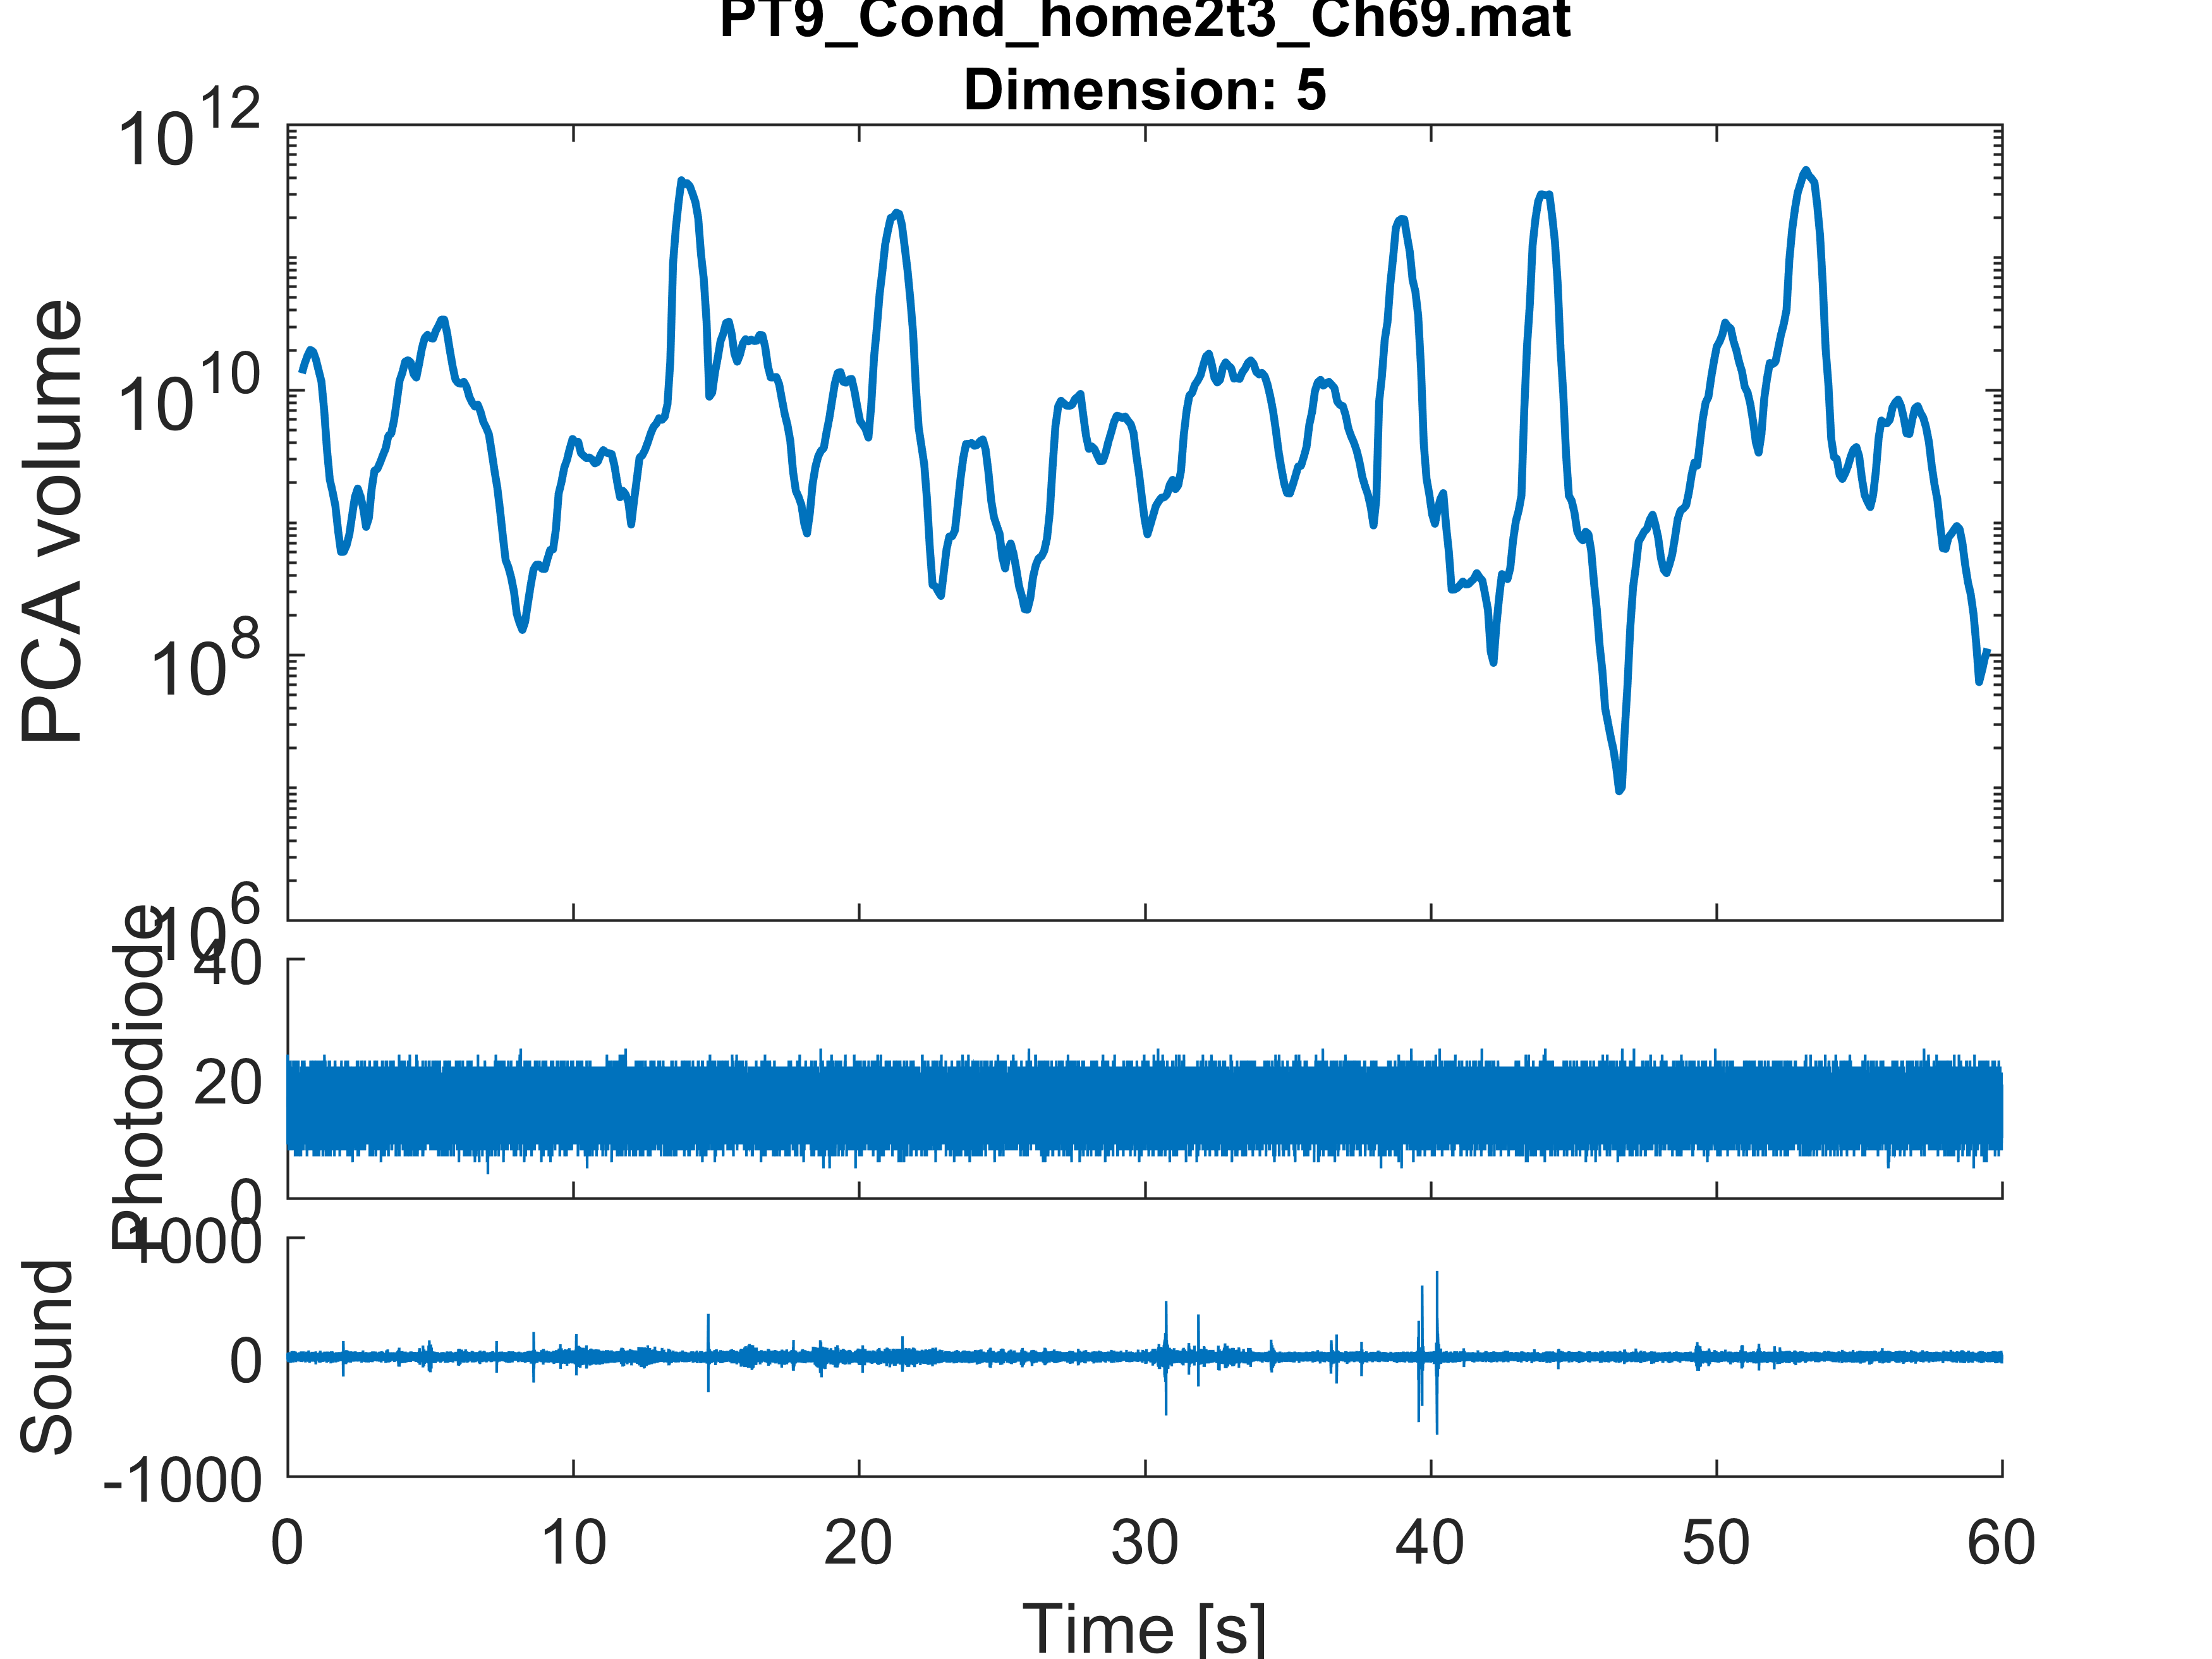 PT9_Cond_home2t3_Ch69.mat
Dimension: 5
10^12
10^10
10^8
10^6
PCA volume
40
20
0
Photodiode
1000
0
-1000
Sound
0 10 20 30 40 50 60
Time [s]